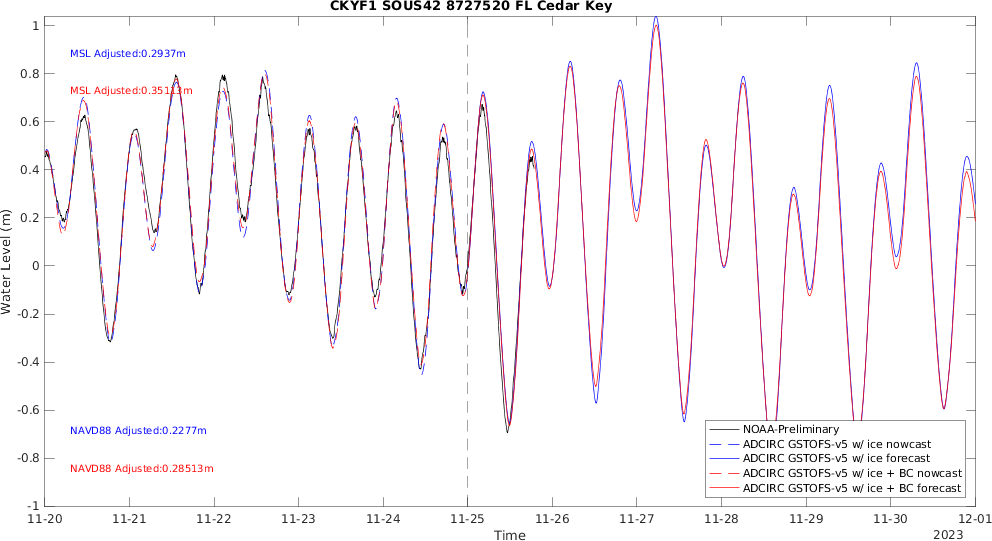 CKYF1 SOUS42 8727520 FL Cedar Key
MSL Adjusted:0.2937m
MSL Adjusted:0.35113m
NAVD88 Adjusted:0.2277m
NAVD88 Adjusted:0.28513m
Water Level (m)
1
0.8
0.6
0.4
0.2
0
-0.2
-0.4
-0.6
-0.8
-1
NOAA-Preliminary
ADCIRC GSTOFS-v5 w/ ice nowcast
ADCIRC GSTOFS-v5 w/ ice forecast
ADCIRC GSTOFS-v5 w/ ice + BC nowcast
ADCIRC GSTOFS-v5 w/ ice + BC forecast
11-20 11-21 11-22 11-23 11-24 11-25 11-26 11-27 11-28 11-29 11-30 12-01
Time
2023